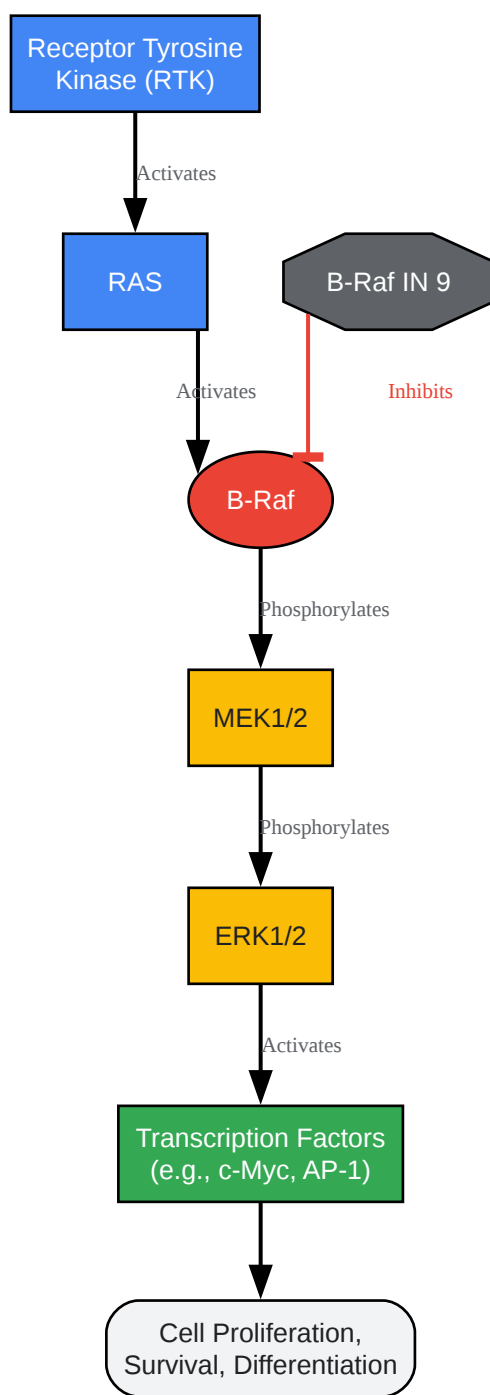 Receptor Tyrosine
Kinase (RTK)
Activates
RAS
B-Raf IN 9
Activates
Inhibits
B-Raf
Phosphorylates
MEK1/2
Phosphorylates
ERK1/2
Activates
Transcription Factors
(e.g., c-Myc, AP-1)
Cell Proliferation,
Survival, Differentiation